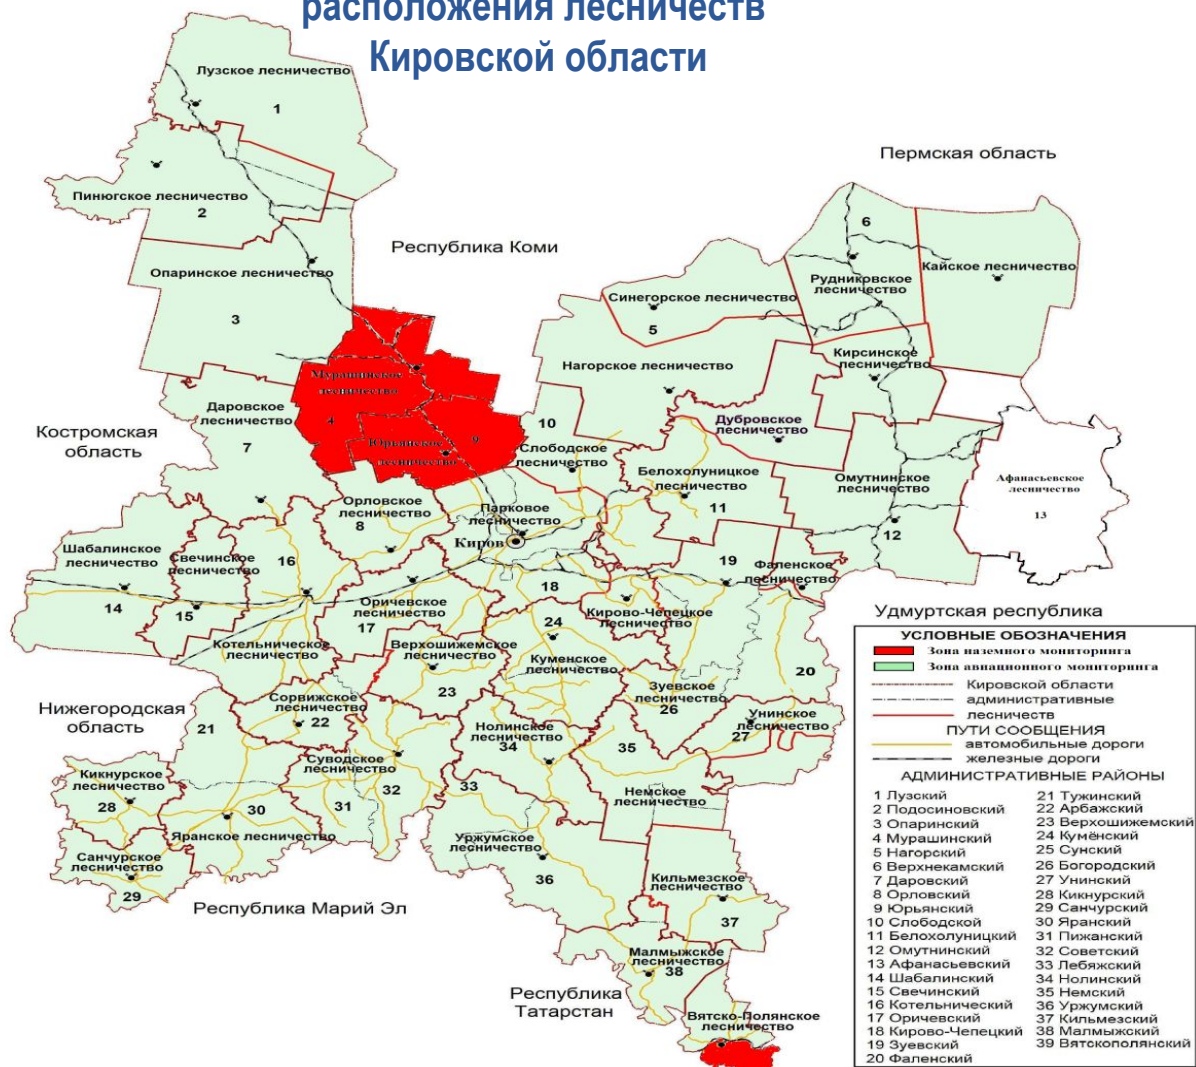 расположения лесничеств
Кировской области
Лузское лесничество
1
Пермская область
Пинюгское лесничество
2
6
Республика Коми
Опаринское лесничество
Рудниковское
лесничество
Кайское лесничество
3
Синегорское лесничество
5
Мурашинское
лесничество
4
Нагорское лесничество
Кирсинское
лесничество
Даровское
лесничество
7
Костромская
область
Юрьянское
лесничество
9
10
Слободское
лесничество
Дубровское
лесничество
Белохолуницкое
лесничество
11
Омутнинское
лесничество
12
Афанасьевское
лесничество
13
Орловское
лесничество
8
Парковое
лесничество
Киров
Шабалинское
лесничество
14
Свечинское
лесничество
15
16
19
Фаленское
лесничество
18
Оричевское
лесничество
17
Кирово-Чепецкое
лесничество
Удмуртская республика
Котельническое
лесничество
Верхошижемское
лесничество
23
24
Куменское
лесничество
20
Зуевское
лесничество
26
Нижегородская
область
21
Сорвижское
лесничество
22
Нолинское
лесничество
34
35
Унинское
лесничество
27
Суводское
лесничество
31
32
33
Кикнурское
лесничество
28
30
Яранское лесничество
Немское
лесничество
Уржумское
лесничество
36
Санчурское
лесничество
29
Республика Марий Эл
Кильмезское
лесничество
37
Малмыжское
лесничество
38
Республика
Татарстан
Вятско-Полянское
лесничество
УСЛОВНЫЕ ОБОЗНАЧЕНИЯ
Зона наземного мониторинга
Зона авиационного мониторинга
Кировской области
административные
лесничеств
ПУТИ СООБЩЕНИЯ
автомобильные дороги
железные дороги
АДМИНИСТРАТИВНЫЕ РАЙОНЫ
1 Лузский
2 Подосиновский
3 Опаринский
4 Мурашинский
5 Нагорский
6 Верхнекамский
7 Даровский
8 Орловский
9 Юрьянский
10 Слободской
11 Белохолуницкий
12 Омутнинский
13 Афанасьевский
14 Шабалинский
15 Свечинский
16 Котельнический
17 Оричевский
18 Кирово-Чепецкий
19 Зуевский
20 Фаленский
21 Тужинский
22 Арбажский
23 Верхошижемский
24 Кумёнский
25 Сунский
26 Богородский
27 Унинский
28 Кикнурский
29 Санчурский
30 Яранский
31 Пижанский
32 Советский
33 Лебяжский
34 Нолинский
35 Немский
36 Уржумский
37 Кильмезский
38 Малмыжский
39 Вятскополянский